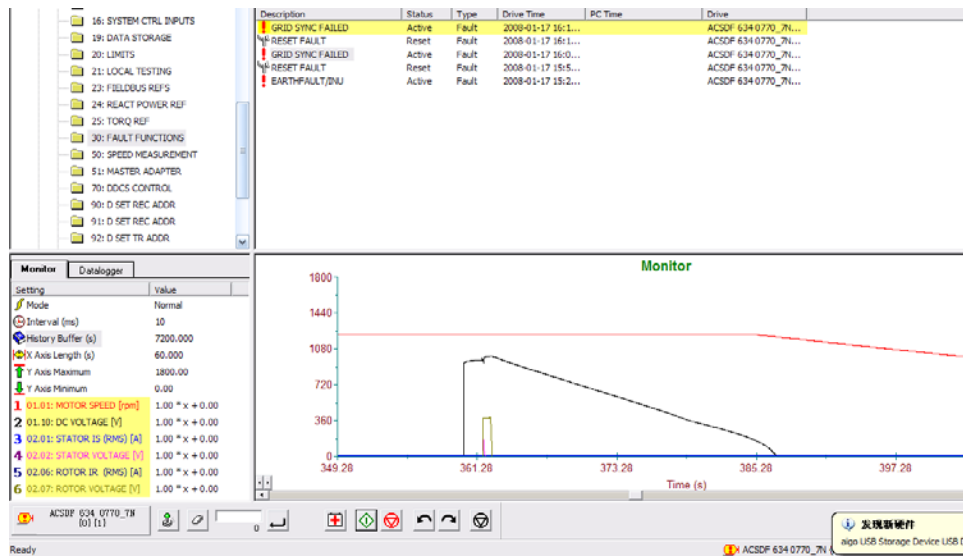 16: SYSTEM CTRL INPUTS
19: DATA STORAGE
20: LIMITS
21: LOCAL TESTING
23: FIELDBUS REFS
24: REACT POWER REF
25: TORQ REF
30: FAULT FUNCTIONS
50: SPEED MEASUREMENT
51: MASTER ADAPTER
70: DDCS CONTROL
90: D SET REC ADDR
91: D SET REC ADDR
92: D SET TR ADDR
Description Status Type Drive Time PC Time Drive
GRID SYNC FAILED Active Fault 2008-01-17 16:1... ACSDF 634 0770_7N...
RESET FAULT Reset Fault 2008-01-17 16:1... ACSDF 634 0770_7N...
GRID SYNC FAILED Active Fault 2008-01-17 16:0... ACSDF 634 0770_7N...
RESET FAULT Reset Fault 2008-01-17 15:5... ACSDF 634 0770_7N...
EARTHFAULT/INU Active Fault 2008-01-17 15:2... ACSDF 634 0770_7N...
Monitor Datalogger
Setting Value
Mode Normal
Interval (ms) 10
History Buffer (s) 7200.000
X Axis Length (s) 60.000
Y Axis Maximum 1800.00
Y Axis Minimum 0.00
1 01.01: MOTOR SPEED [rpm] 1.00 * x + 0.00
2 01.10: DC VOLTAGE [V] 1.00 * x + 0.00
3 02.01: STATOR IS (RMS) [A] 1.00 * x + 0.00
4 02.02: STATOR VOLTAGE [V] 1.00 * x + 0.00
5 02.06: ROTOR IR (RMS) [A] 1.00 * x + 0.00
6 02.07: ROTOR VOLTAGE [V] 1.00 * x + 0.00
Monitor
1800
1440
1080
720
360
0
349.28 361.28 373.28 385.28 397.28
Time (s)
ACSDF 634 0770_7N
[0] [1]
0
发现新硬件
aigo USB Storage Device USB D
Ready
ACSDF 634 0770_7N